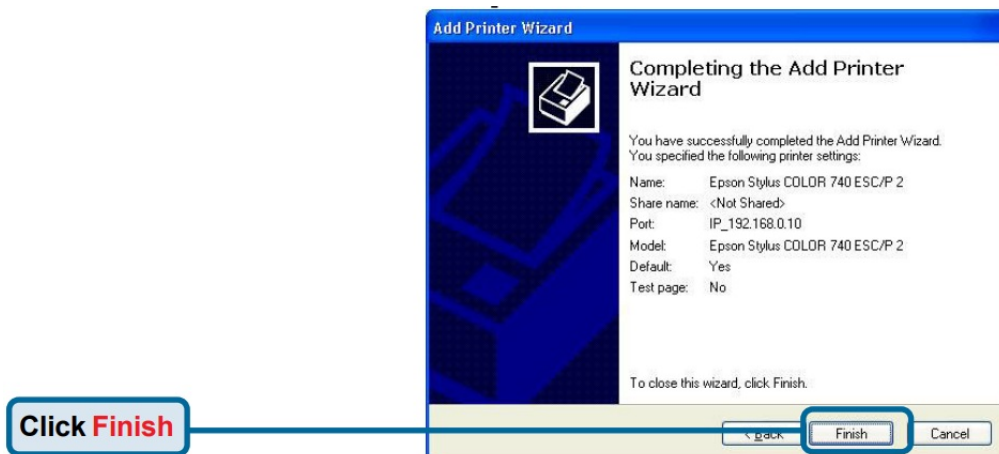 Add Printer Wizard
Completing the Add Printer
Wizard
You have successfully completed the Add Printer Wizard.
You specified the following printer settings:
Name: Epson Stylus COLOR 740 ESC/P 2
Share name: <Not Shared>
Port: IP_192.168.0.10
Model: Epson Stylus COLOR 740 ESC/P 2
Default: Yes
Test page: No
To close this wizard, click Finish.
Click Finish
< Back Finish Cancel